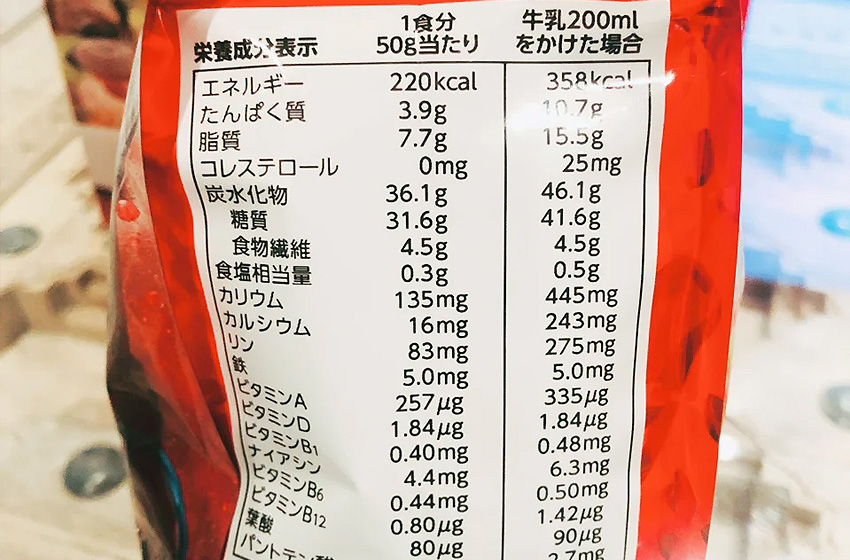 栄養成分表示 1食分 50g当たり 牛乳200ml をかけた場合
エネルギー 220kcal 358kcal
たんぱく質 3.9g 10.7g
脂質 7.7g 15.5g
コレステロール 0mg 25mg
炭水化物 36.1g 46.1g
糖質 31.6g 41.6g
食物繊維 4.5g 4.5g
食塩相当量 0.3g 0.5g
カリウム 135mg 445mg
カルシウム 16mg 243mg
リン 83mg 275mg
鉄 5.0mg 5.0mg
ビタミンA 257μg 335μg
ビタミンD 1.84μg 1.84μg
ビタミンB1 0.40mg 0.48mg
ナイアシン 4.4mg 6.3mg
ビタミンB6 0.44mg 0.50mg
ビタミンB12 0.80μg 1.42μg
葉酸 80μg 90μg
パントテン酸 2.7mg